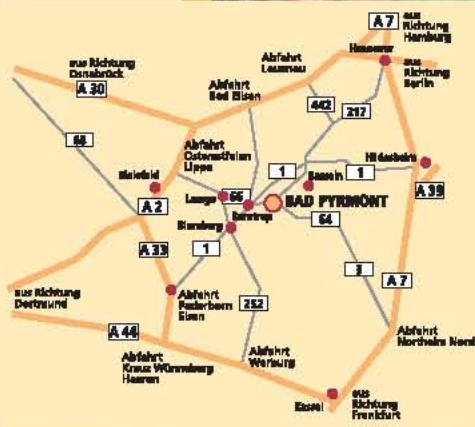 A 7
aus
Richtung
Hamburg
Hannover
aus
Richtung
Berlin
Abfahrt
Lauenau
aus Richtung
Osnabrück
A 30
Abfahrt
Bad Eilsen
442
217
68
Abfahrt
Ostwestfalen
Lippe
Hildesheim
1
1
Bielefeld
A 39
Lemgo
66
BAD PYRMONT
A 2
Barntrup
64
Blomberg
A 33
1
3
A 7
aus Richtung
Dortmund
Abfahrt
Paderborn
Elsen
252
A 44
Abfahrt
Northeim Nord
Abfahrt
Kreuz Wünnenberg
Haaren
Abfahrt
Warburg
Kassel
aus
Richtung
Frankfurt